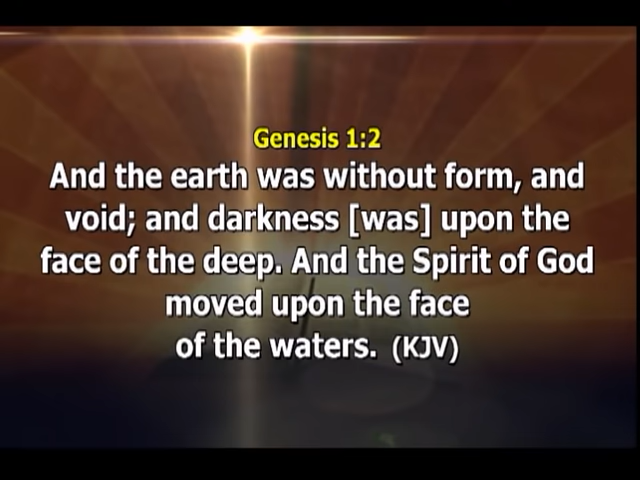 Genesis 1:2
And the earth was without form, and
void; and darkness [was] upon the
face of the deep. And the Spirit of God
moved upon the face
of the waters. (KJV)